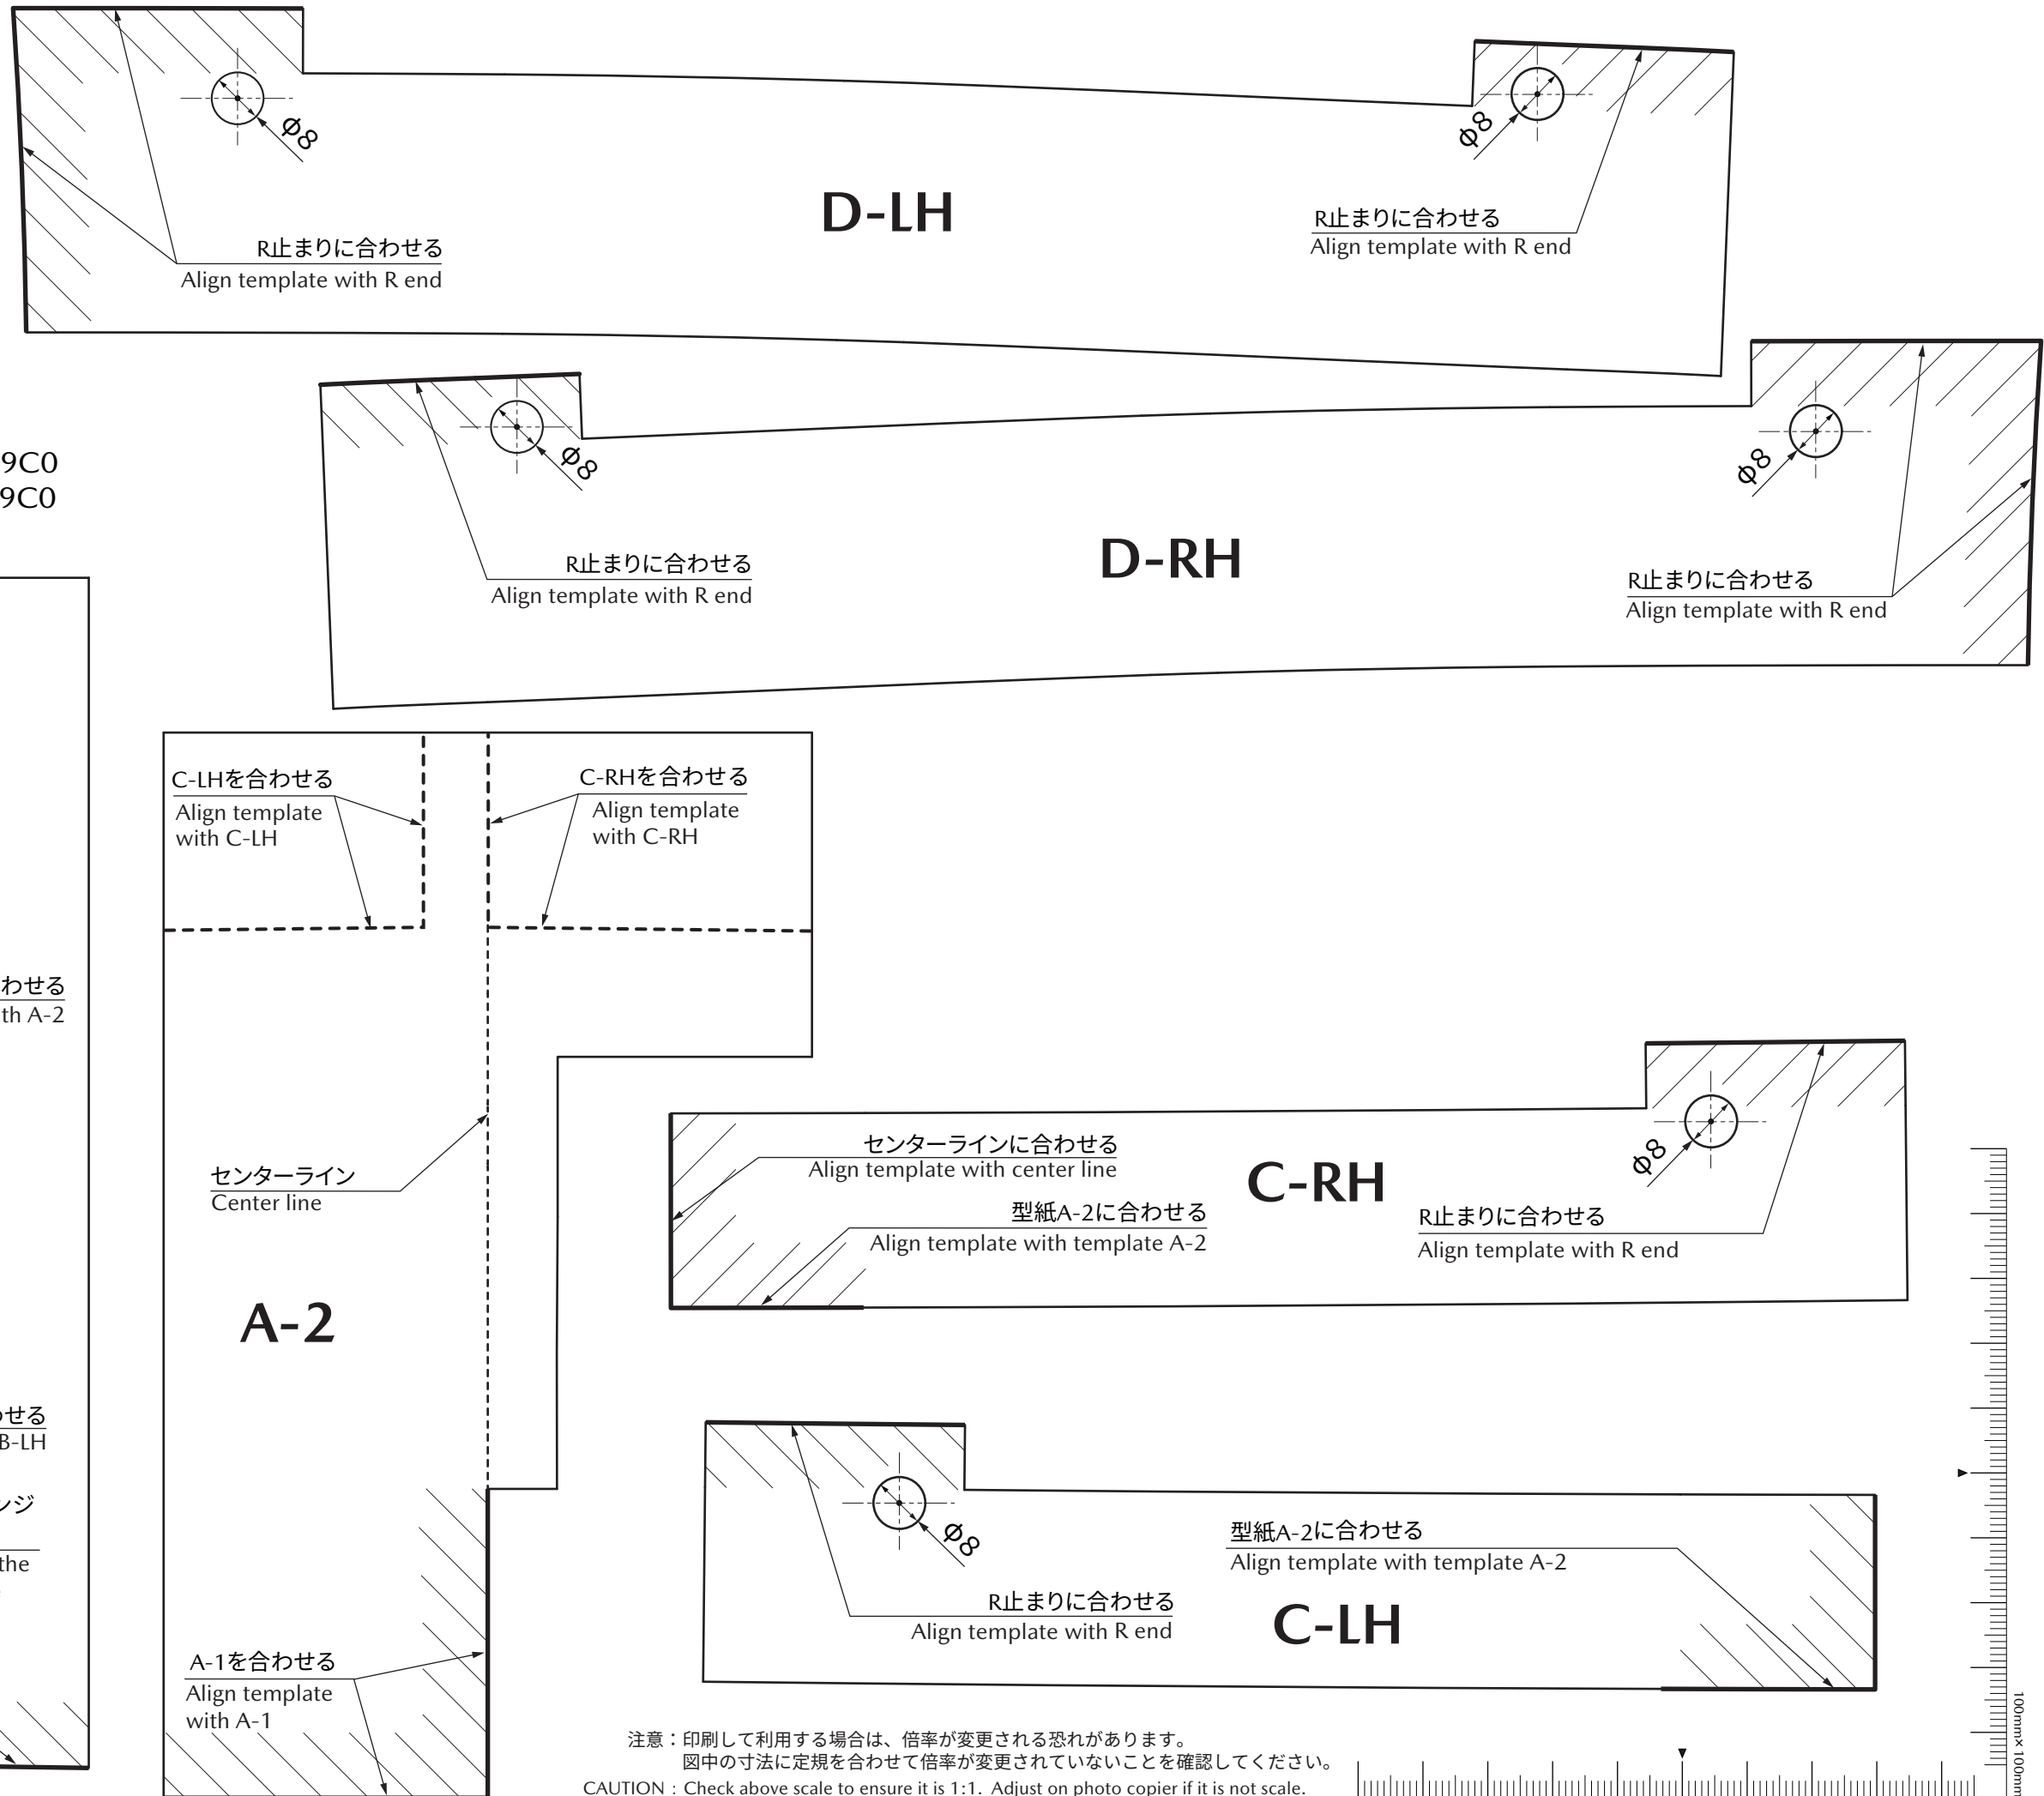 φ8
φ8
D-LH
R止まりに合わせる
Align template with R end
R止まりに合わせる
Align template with R end
φ8
φ8
9C0
9C0
D-RH
R止まりに合わせる
Align template with R end
R止まりに合わせる
Align template with R end
C-LHを合わせる
Align template
with C-LH
C-RHを合わせる
Align template
with C-RH
わせる
th A-2
センターライン
Center line
A-2
センターラインに合わせる
Align template with center line
型紙A-2に合わせる
Align template with template A-2
C-RH
φ8
R止まりに合わせる
Align template with R end
せる
B-LH
ンジ
the
φ8
R止まりに合わせる
Align template with R end
型紙A-2に合わせる
Align template with template A-2
C-LH
A-1を合わせる
Align template
with A-1
注意：印刷して利用する場合は、倍率が変更される恐れがあります。
図中の寸法に定規を合わせて倍率が変更されていないことを確認してください。
CAUTION : Check above scale to ensure it is 1:1. Adjust on photo copier if it is not scale.
100mm×100mm